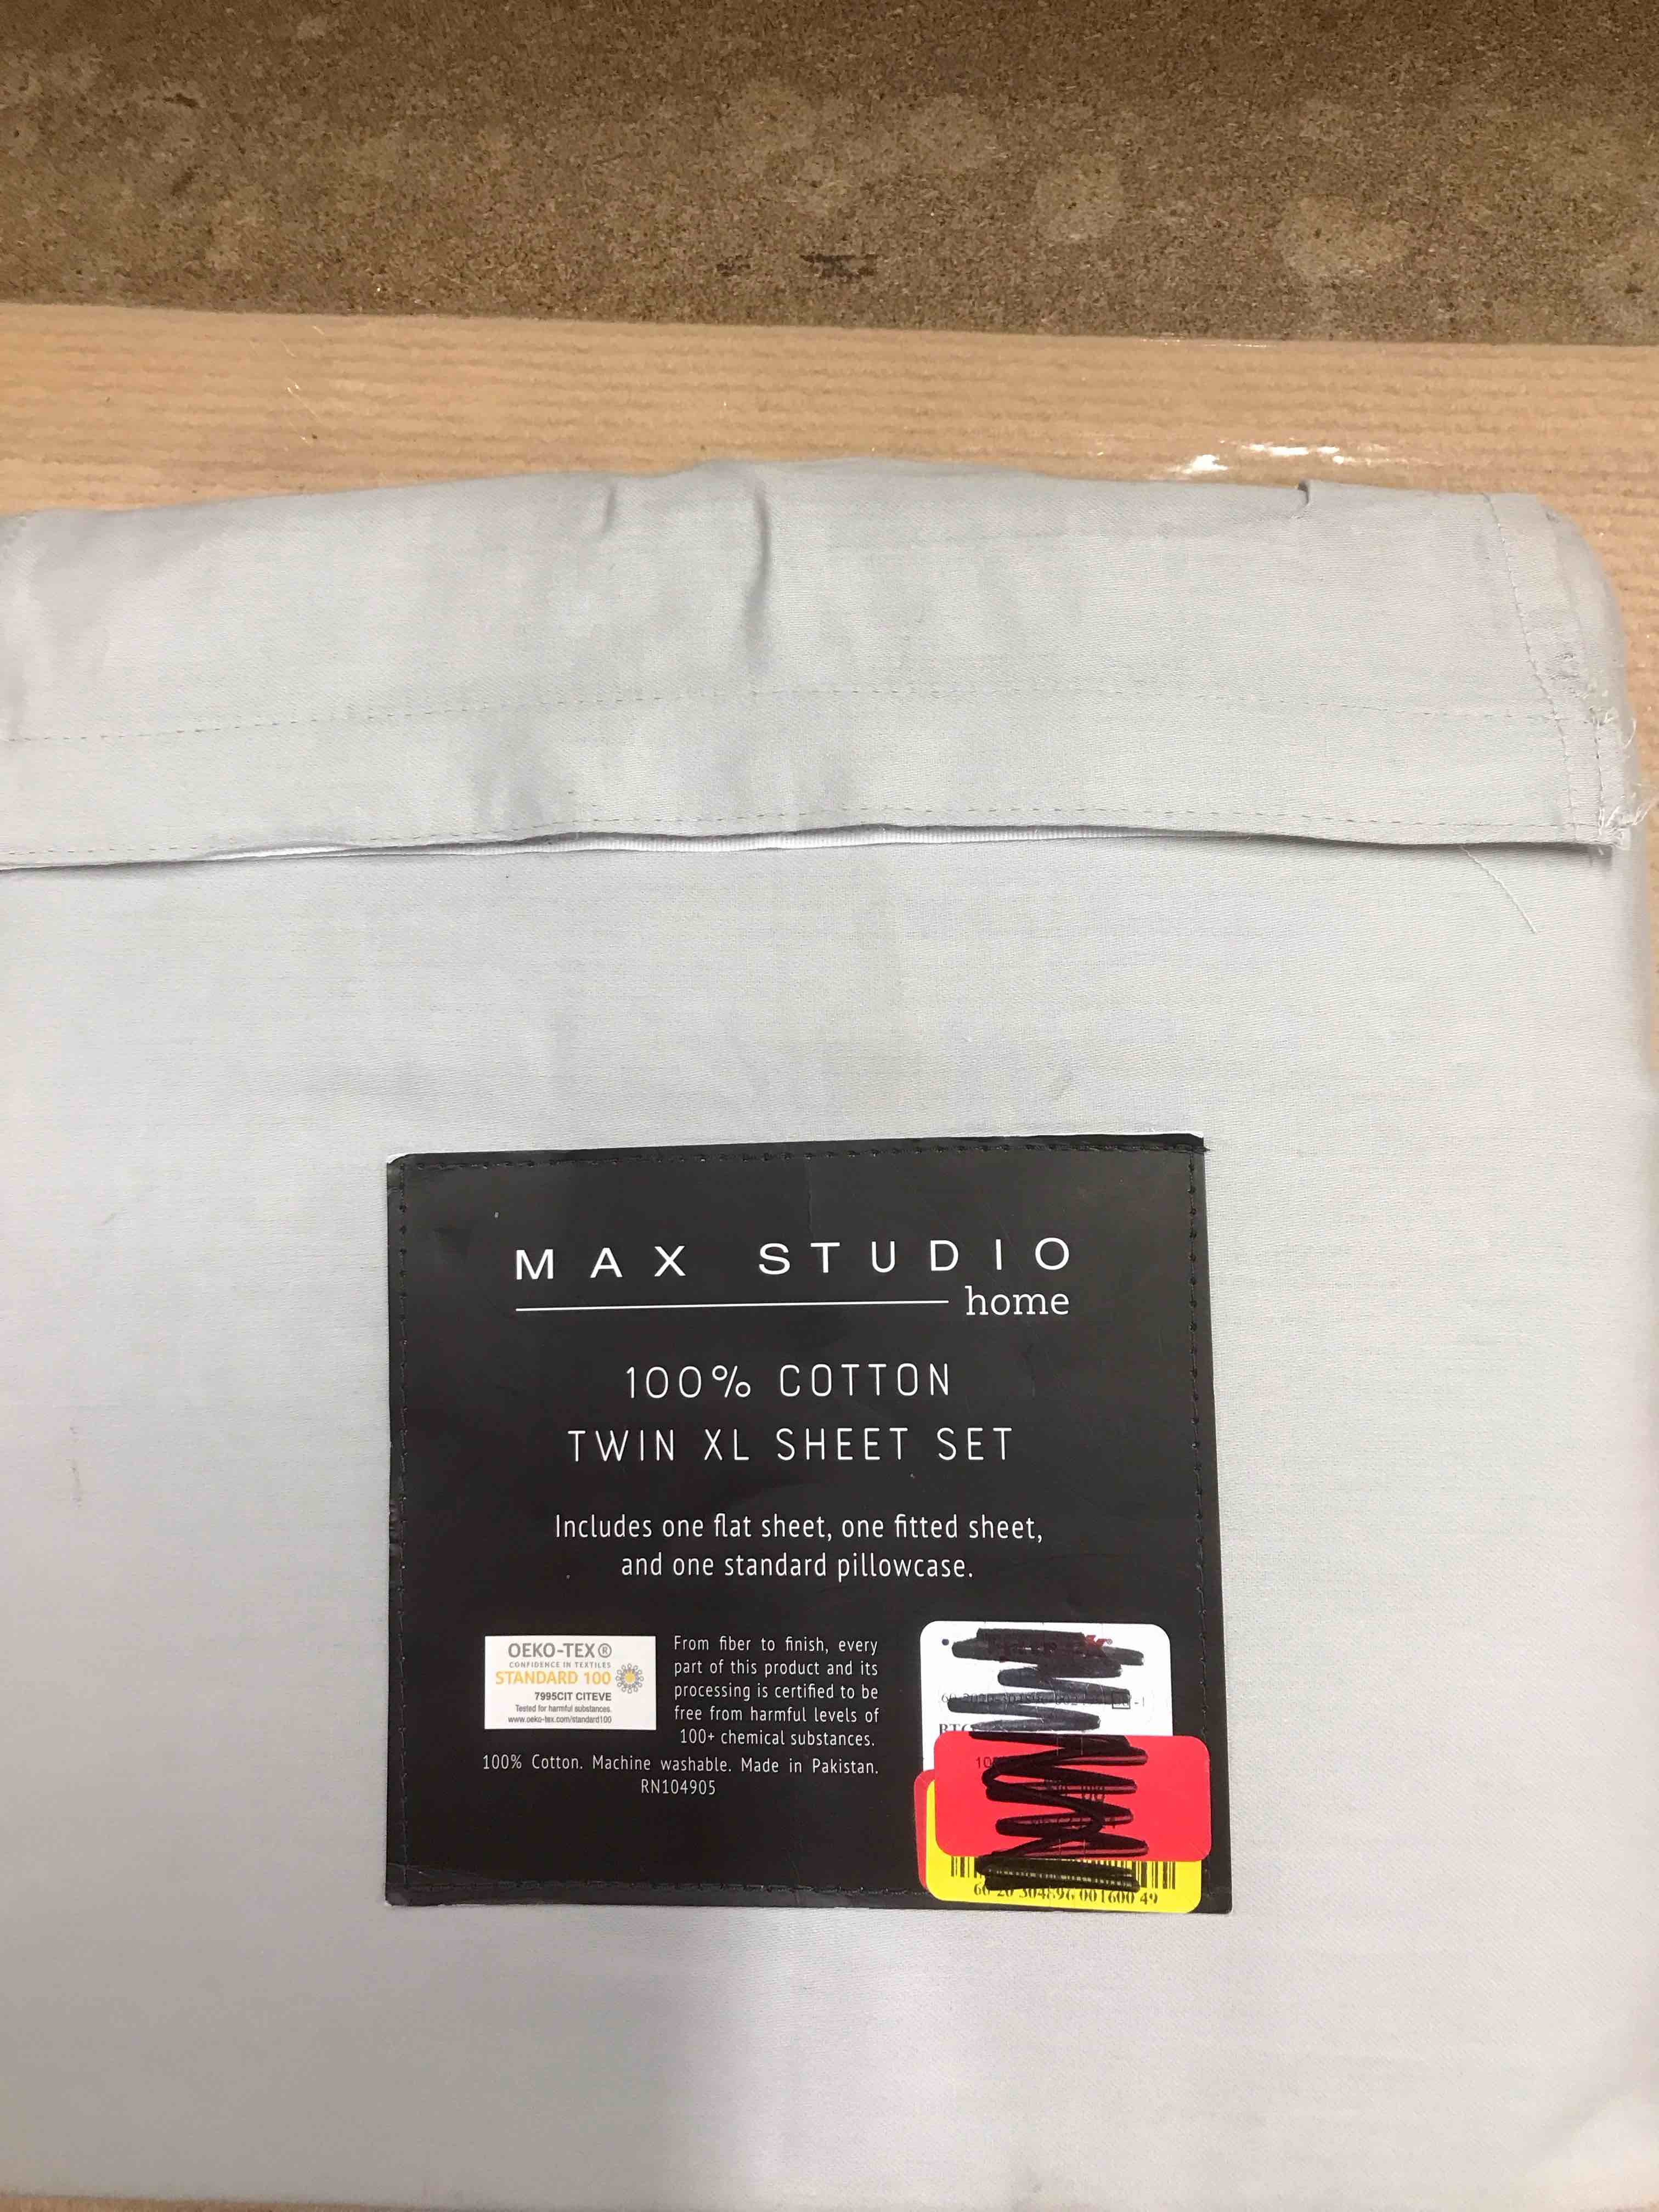 MAX STUDIO
home
100% COTTON
TWIN XL SHEET SET
Includes one flat sheet, one fitted sheet,
and one standard pillowcase.
OEKO-TEX®
CONFIDENCE IN TEXTILES
STANDARD 100
7995CIT CITEVE
Tested for harmful substances.
www.oeko-tex.com/standard100
From fiber to finish, every
part of this product and its
processing is certified to be
free from harmful levels of
100+ chemical substances.
100% Cotton. Machine washable. Made in Pakistan.
RN104905
001600 49